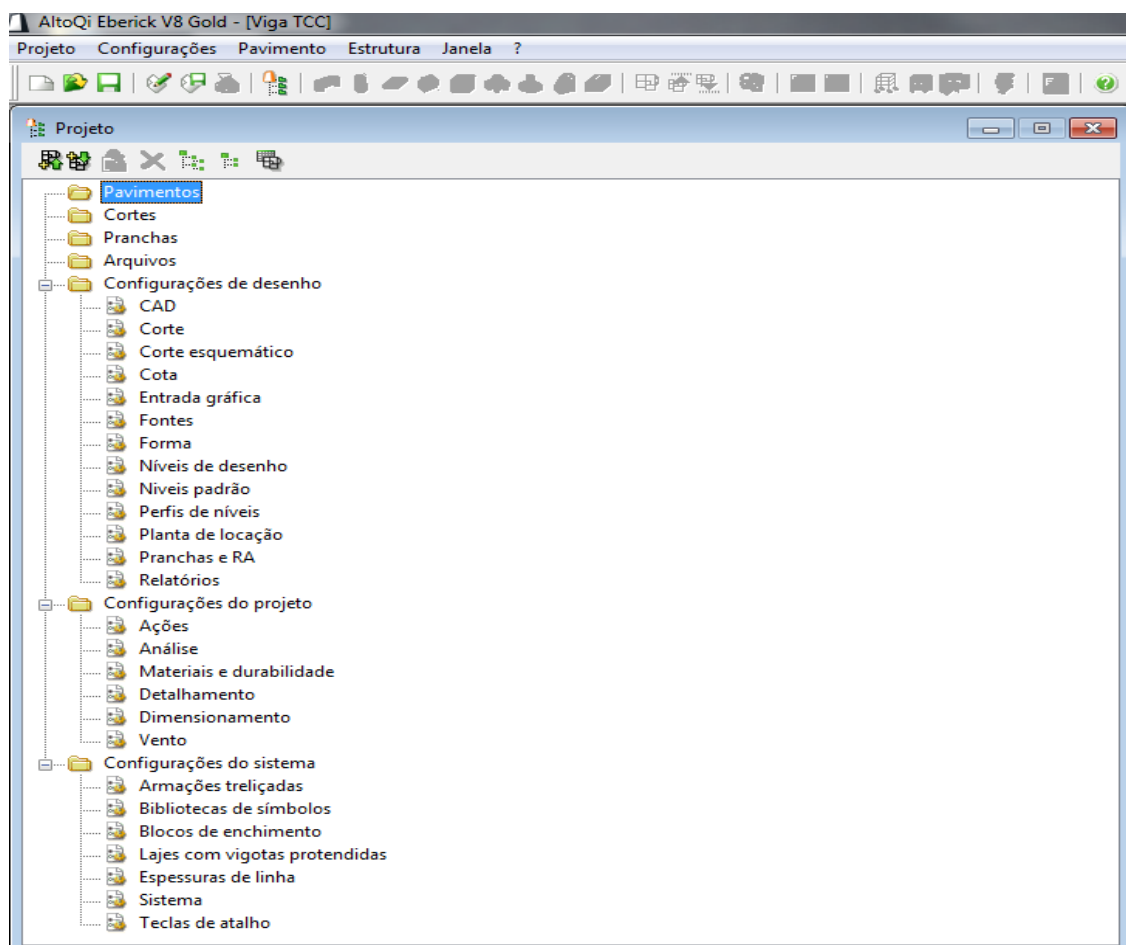 AltoQi Eberick V8 Gold - [Viga TCC]
Projeto Configurações Pavimento Estrutura Janela ?
Projeto
Pavimentos
Cortes
Pranchas
Arquivos
Configurações de desenho
CAD
Corte
Corte esquemático
Cota
Entrada gráfica
Fontes
Forma
Níveis de desenho
Niveis padrão
Perfis de níveis
Planta de locação
Pranchas e RA
Relatórios
Configurações do projeto
Ações
Análise
Materiais e durabilidade
Detalhamento
Dimensionamento
Vento
Configurações do sistema
Armações treliçadas
Bibliotecas de símbolos
Blocos de enchimento
Lajes com vigotas protendidas
Espessuras de linha
Sistema
Teclas de atalho